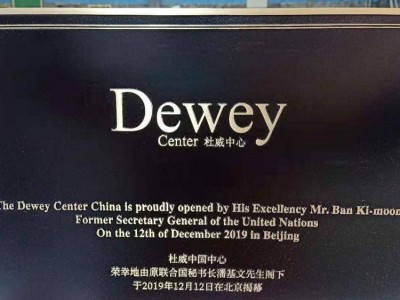 Dewey
Center 杜威中心
The Dewey Center China is proudly opened by His Excellency Mr. Ban Ki-moon
Former Secretary General of the United Nations
On the 12th of December 2019 in Beijing
杜威中国中心
荣幸地由原联合国秘书长潘基文先生阁下
于2019年12月12日在北京揭幕